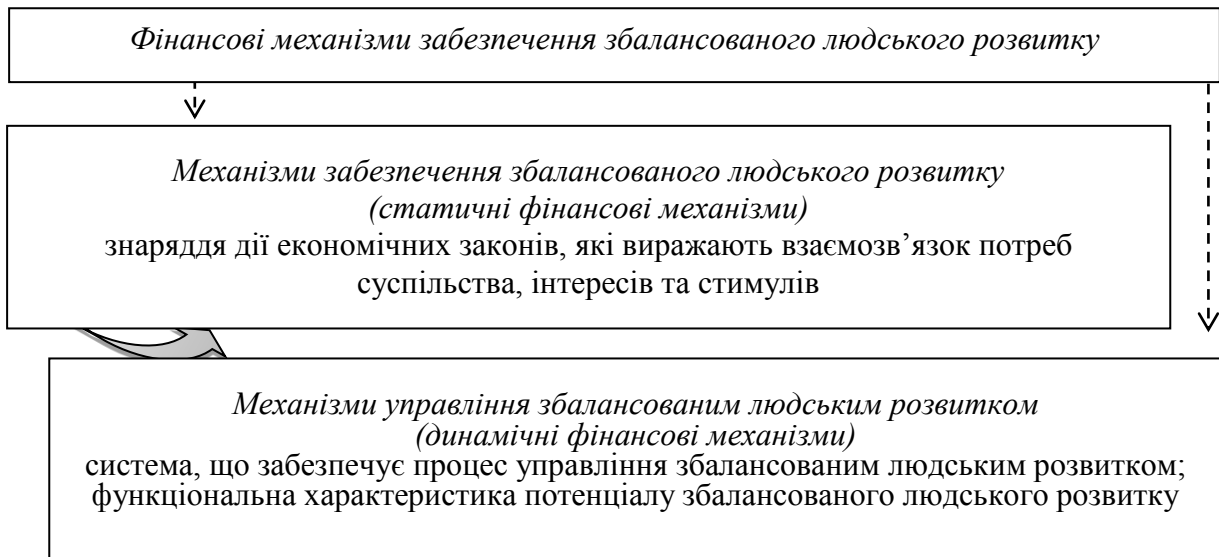 Фінансові механізми забезпечення збалансованого людського розвитку
Механізми забезпечення збалансованого людського розвитку
(статичні фінансові механізми)
знаряддя дії економічних законів, які виражають взаємозв’язок потреб
суспільства, інтересів та стимулів
Механізми управління збалансованим людським розвитком
(динамічні фінансові механізми)
система, що забезпечує процес управління збалансованим людським розвитком;
функціональна характеристика потенціалу збалансованого людського розвитку